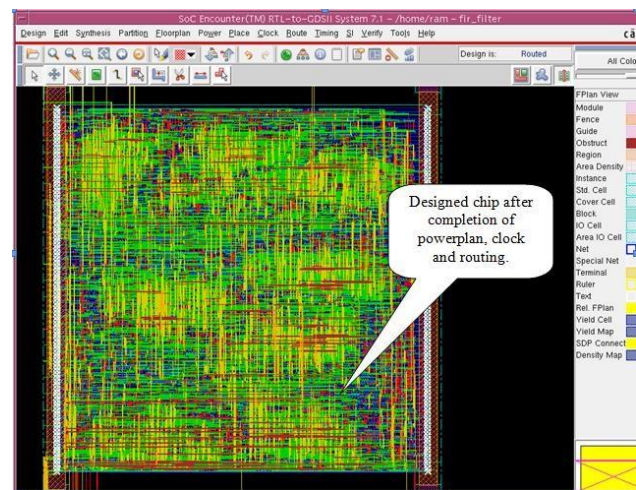 SoC Encounter(TM) RTL-to-GDSII System 7.1 - /home/ram - fir_filter
Design Edit Synthesis Partition Floorplan Power Place Clock Route Timing SI Verify Tools Help
Design is: Routed
All Colo
FPlan View
Module
Fence
Guide
Obstruct
Region
Area Density
Instance
Std. Cell
Cover Cell
Block
IO Cell
Area IO Cell
Net
Special Net
Terminal
Ruler
Text
Rel. FPlan
Yield Cell
Yield Map
SDP Connect
Density Map
Designed chip after
completion of
powerplan, clock
and routing.